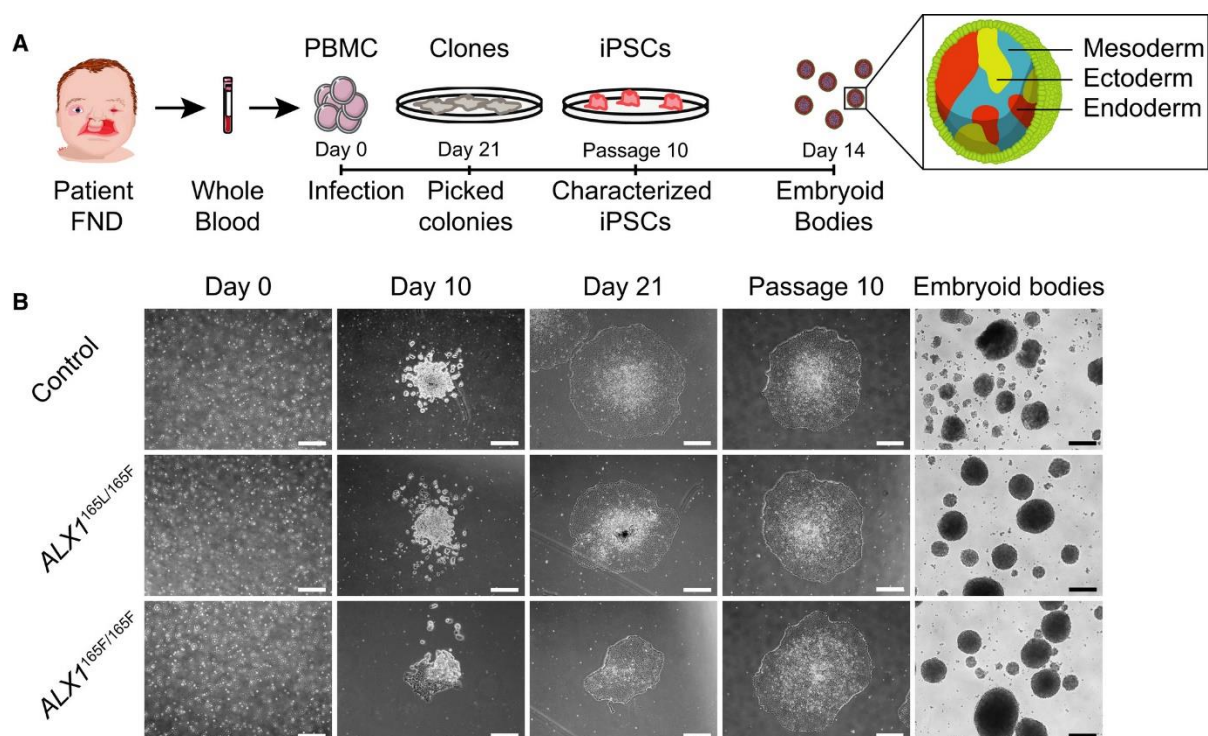 A
PBMC Clones iPSCs
Mesoderm
Ectoderm
Endoderm
Day 0 Day 21 Passage 10 Day 14
Patient FND
Whole Blood
Infection
Picked colonies
Characterized iPSCs
Embryoid Bodies
B
Day 0 Day 10 Day 21 Passage 10 Embryoid bodies
Control
ALX1165L/165F
ALX1165F/165F